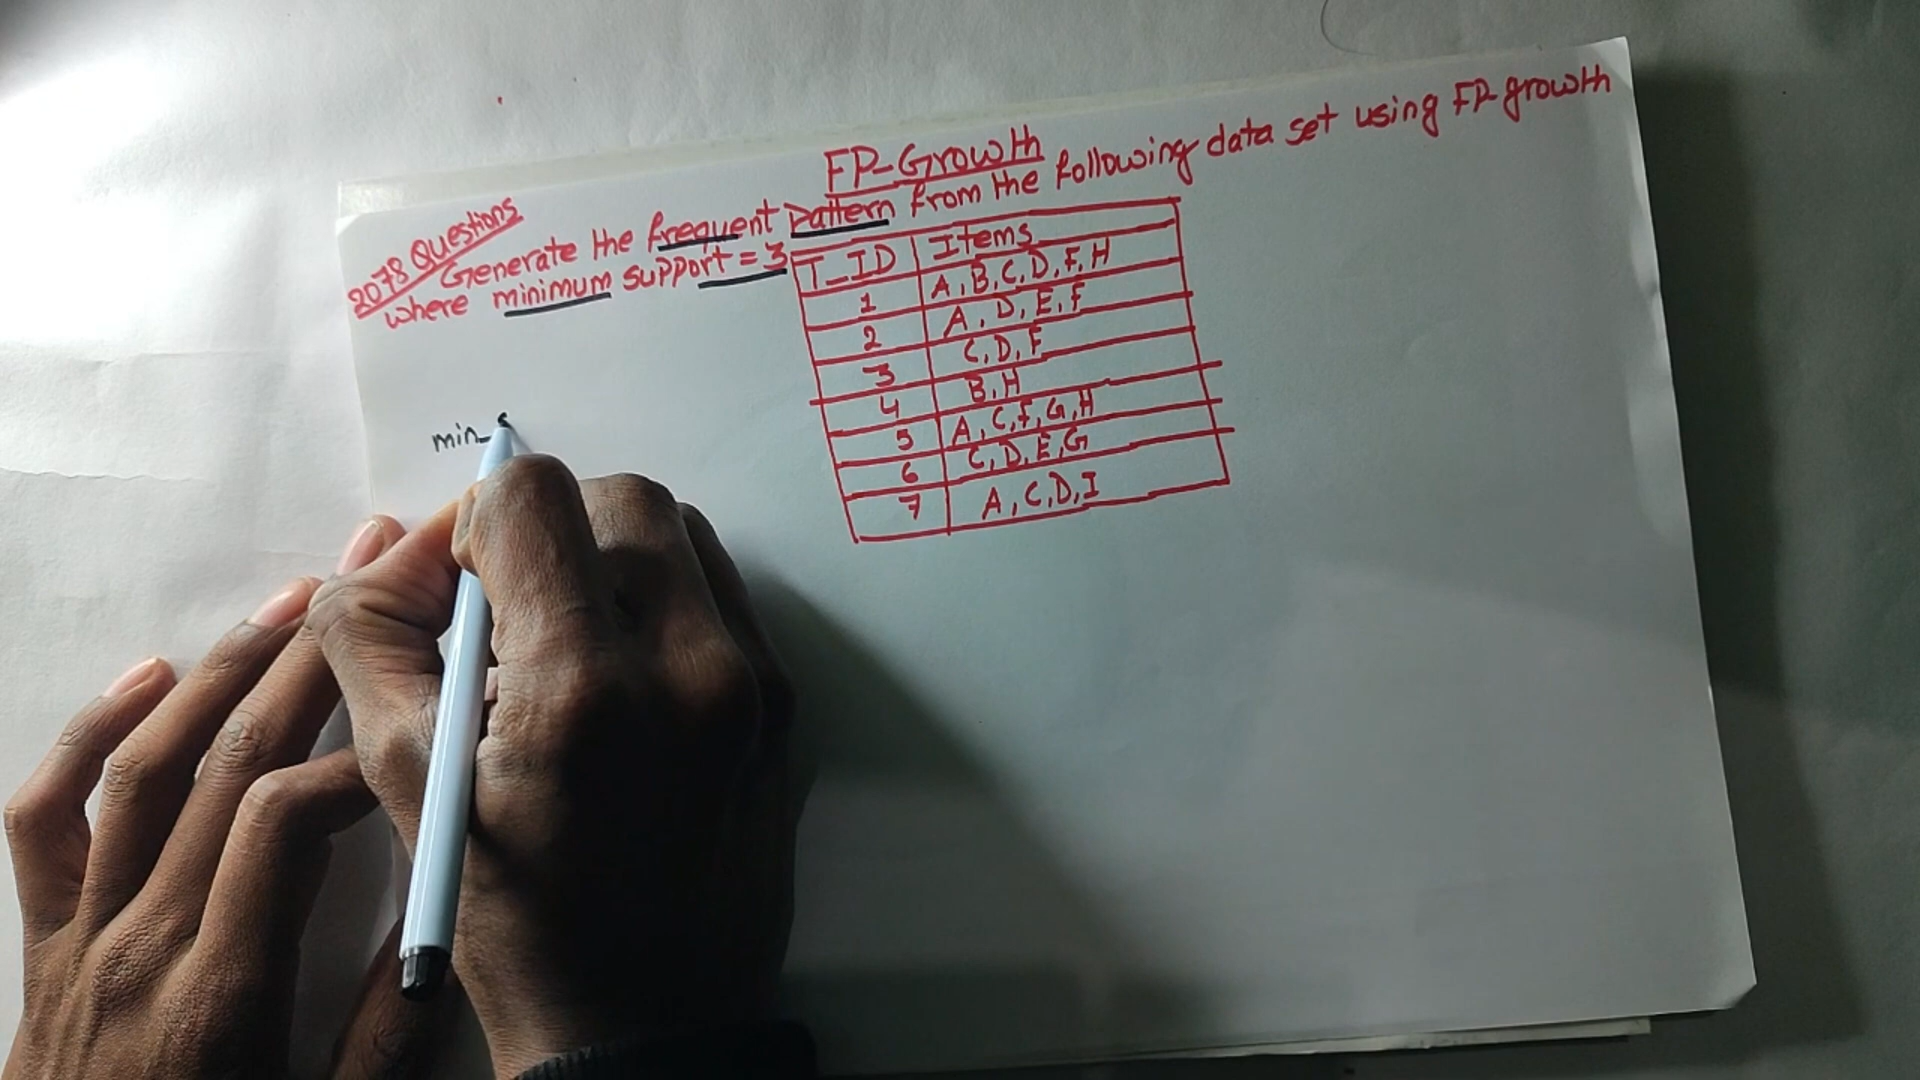 FP-Growth
2078 Questions
Generate the frequent pattern from the following data set using FP-growth
where minimum support = 3
T_ID Items
1 A, B, C, D, F, H
2 A, D, E, F
3 C, D, F
4 B, H
5 A, C, F, G, H
6 C, D, E, G
7 A, C, D, I
min_s